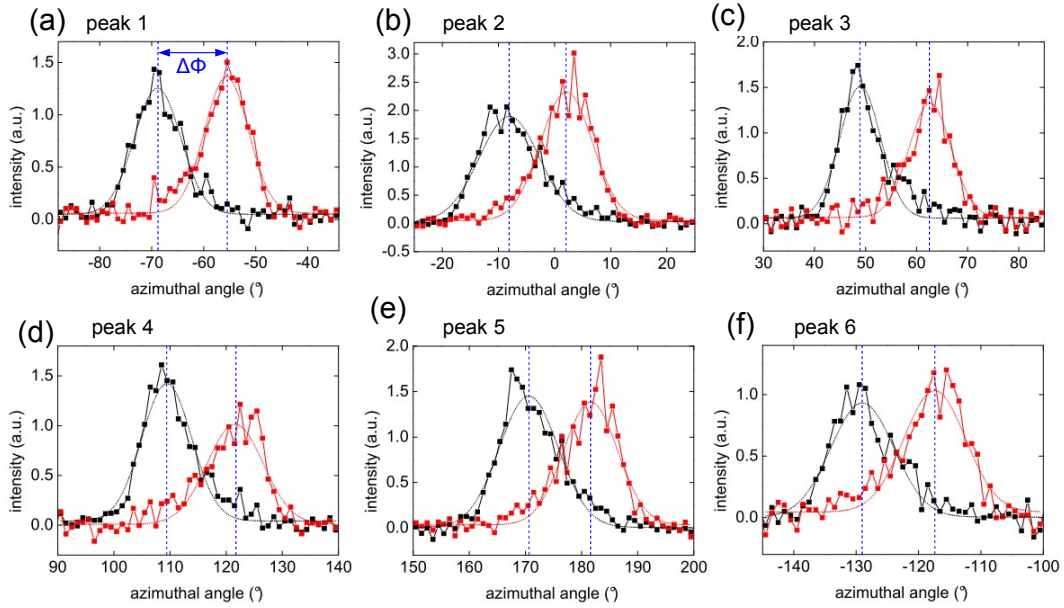 (a) peak 1
ΔΦ
intensity (a.u.)
1.5
1.0
0.5
0.0
-80 -70 -60 -50 -40
azimuthal angle (°)
(b) peak 2
intensity (a.u.)
3.0
2.5
2.0
1.5
1.0
0.5
0.0
-0.5
-20 -10 0 10 20
azimuthal angle (°)
(c) peak 3
intensity (a.u.)
2.0
1.5
1.0
0.5
0.0
30 40 50 60 70 80
azimuthal angle (°)
(d) peak 4
intensity (a.u.)
1.5
1.0
0.5
0.0
90 100 110 120 130 140
azimuthal angle (°)
(e) peak 5
intensity (a.u.)
2.0
1.5
1.0
0.5
0.0
150 160 170 180 190 200
azimuthal angle (°)
(f) peak 6
intensity (a.u.)
1.5
1.0
0.5
0.0
-140 -130 -120 -110 -100
azimuthal angle (°)